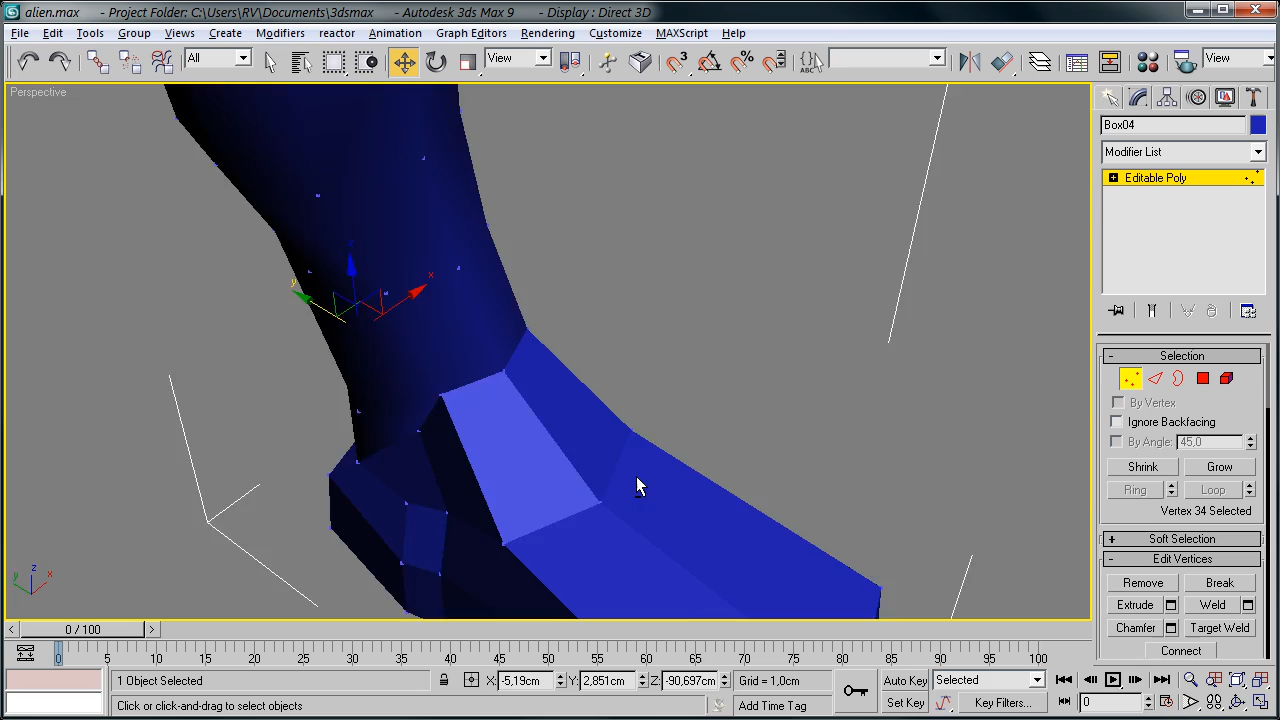 alien.max - Project Folder: C:\Users\RV\Documents\3dsmax - Autodesk 3ds Max 9 - Display : Direct 3D
File Edit Tools Group Views Create Modifiers reactor Animation Graph Editors Rendering Customize MAXScript Help
All View 3 % View
Perspective
z
x
y
z
y x
Box04
Modifier List
Editable Poly
- Selection
By Vertex
Ignore Backfacing
By Angle: 45,0
Shrink Grow
Ring Loop
Vertex 34 Selected
+ Soft Selection
- Edit Vertices
Remove Break
Extrude Weld
Chamfer Target Weld
Connect
< 0 / 100 >
0 5 10 15 20 25 30 35 40 45 50 55 60 65 70 75 80 85 90 95 100
1 Object Selected X: -5,19cm Y: 2,851cm Z: -90,697cm Grid = 1,0cm Auto Key Selected
Click or click-and-drag to select objects Add Time Tag Set Key Key Filters... 0